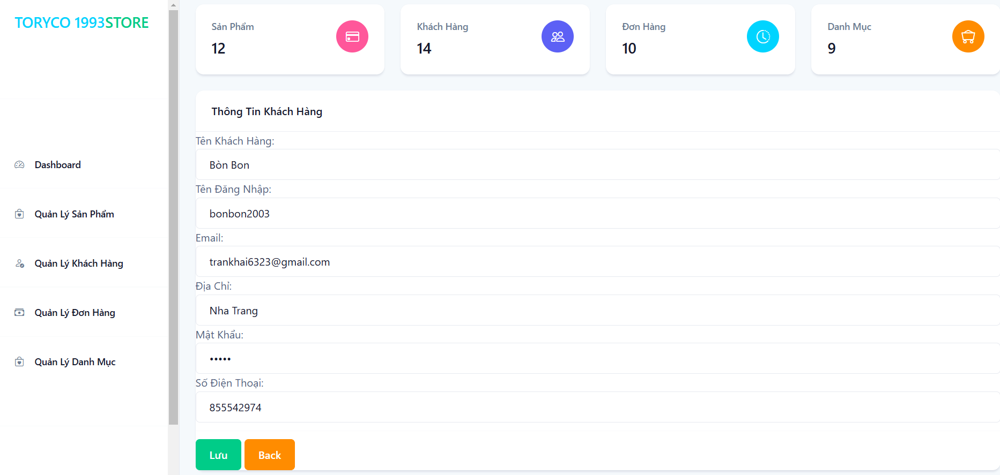 TORYCO 1993STORE
Dashboard
Quản Lý Sản Phẩm
Quản Lý Khách Hàng
Quản Lý Đơn Hàng
Quản Lý Danh Mục
Sản Phẩm
12
Khách Hàng
14
Đơn Hàng
10
Danh Mục
9
Thông Tin Khách Hàng
Tên Khách Hàng:
Bòn Bon
Tên Đăng Nhập:
bonbon2003
Email:
trankhai6323@gmail.com
Địa Chỉ:
Nha Trang
Mật Khẩu:
•••••
Số Điện Thoại:
855542974
Lưu Back